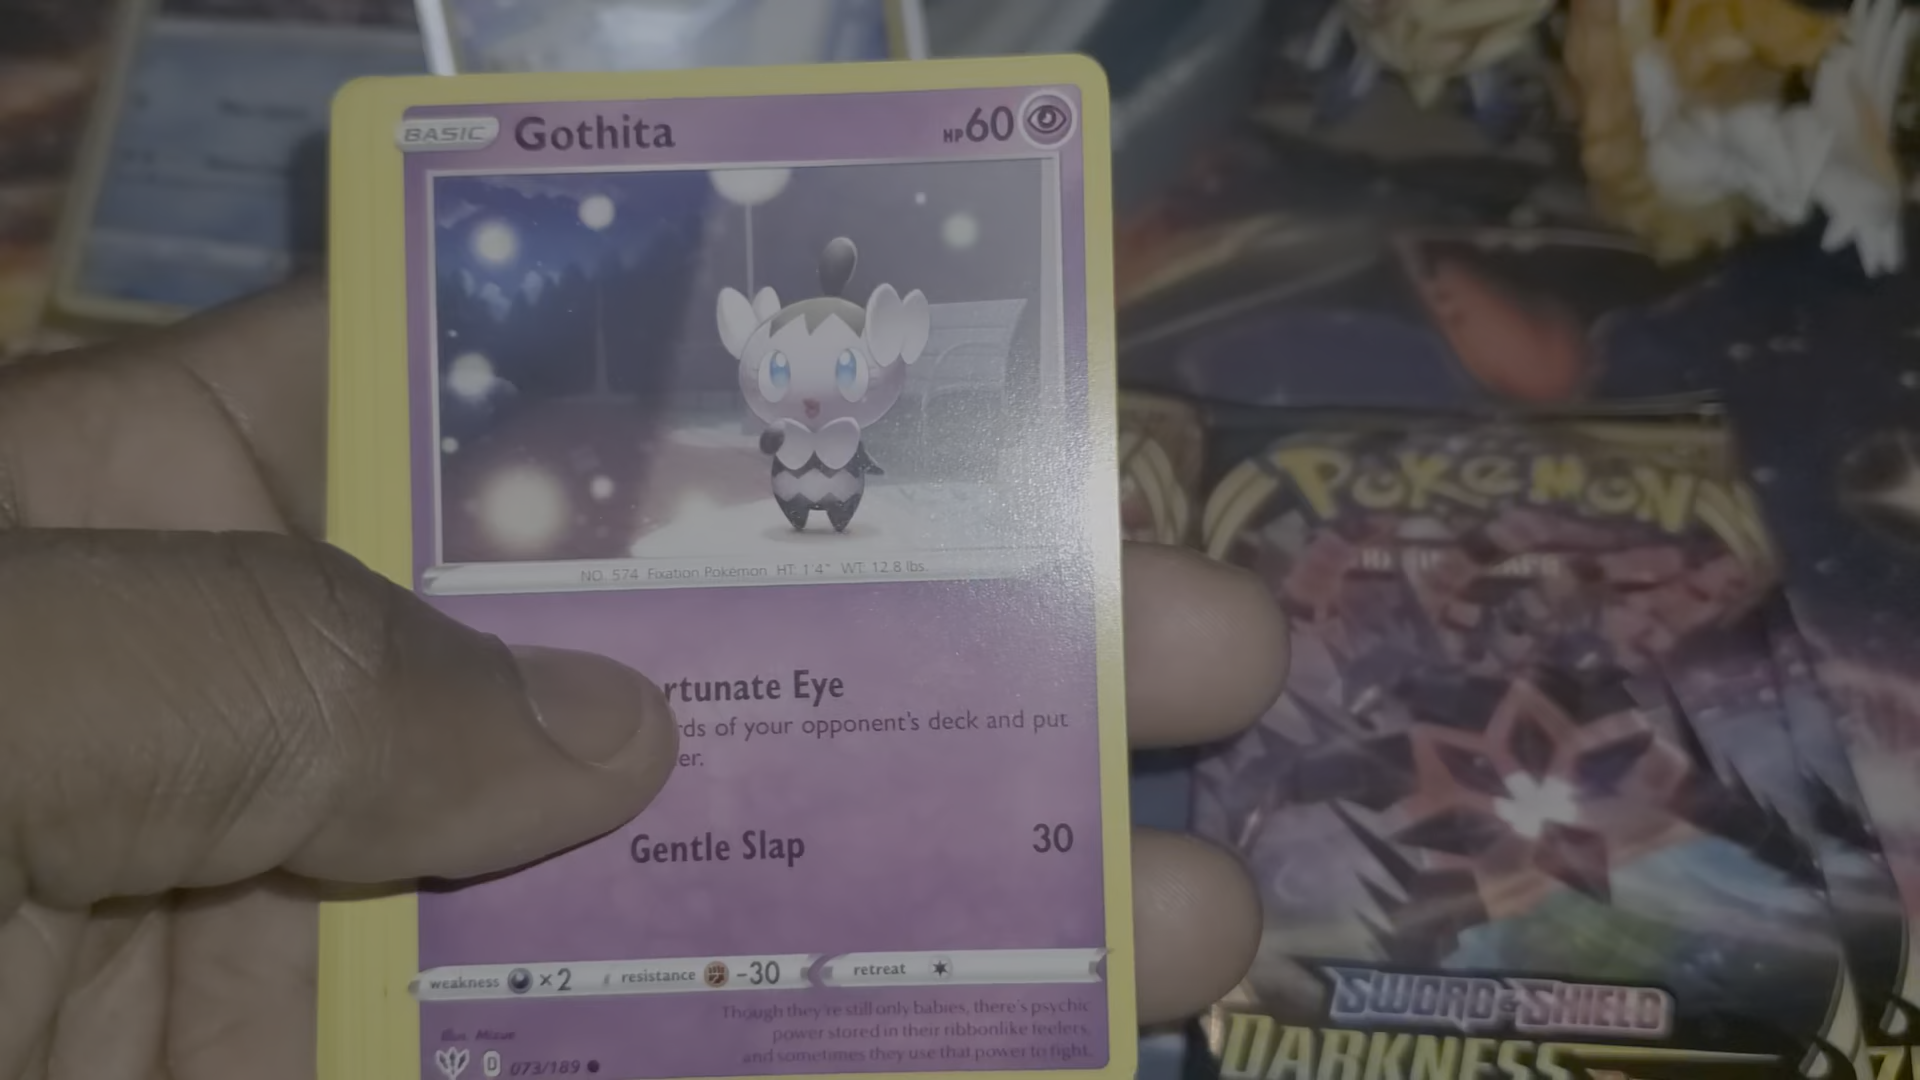 BASIC Gothita HP 60
NO. 574 Fixation Pokémon HT: 1'4" WT: 12.8 lbs.
rtunate Eye
rds of your opponent's deck and put
er.
Gentle Slap 30
weakness ×2 resistance -30 retreat
Though they're still only babies, there's psychic
power stored in their ribbonlike feelers,
and sometimes they use that power to fight.
Illus. Mizue
D 073/189
POKéMON
SWORD & SHIELD
DARKNESS